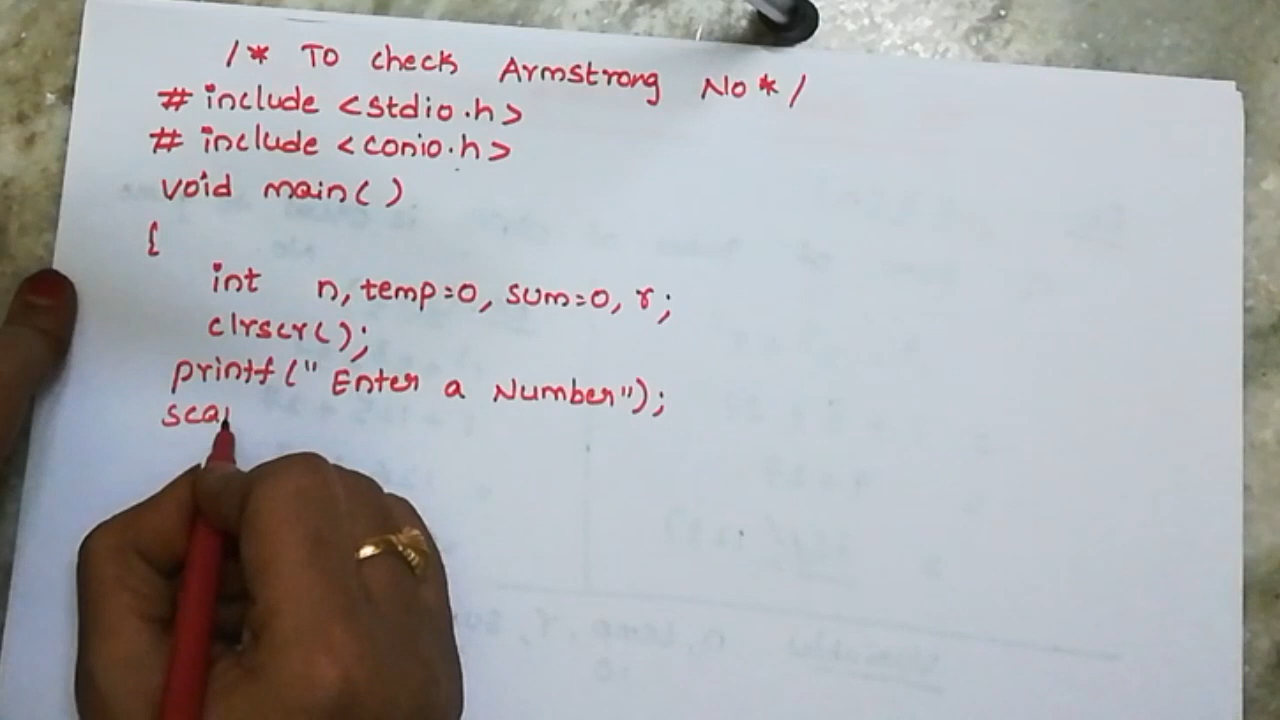 /* To check Armstrong No */
# include <stdio.h>
# include <conio.h>
void main( )
{
int n, temp=0, sum=0, r;
clrscr( );
printf (" Enter a Number");
scan